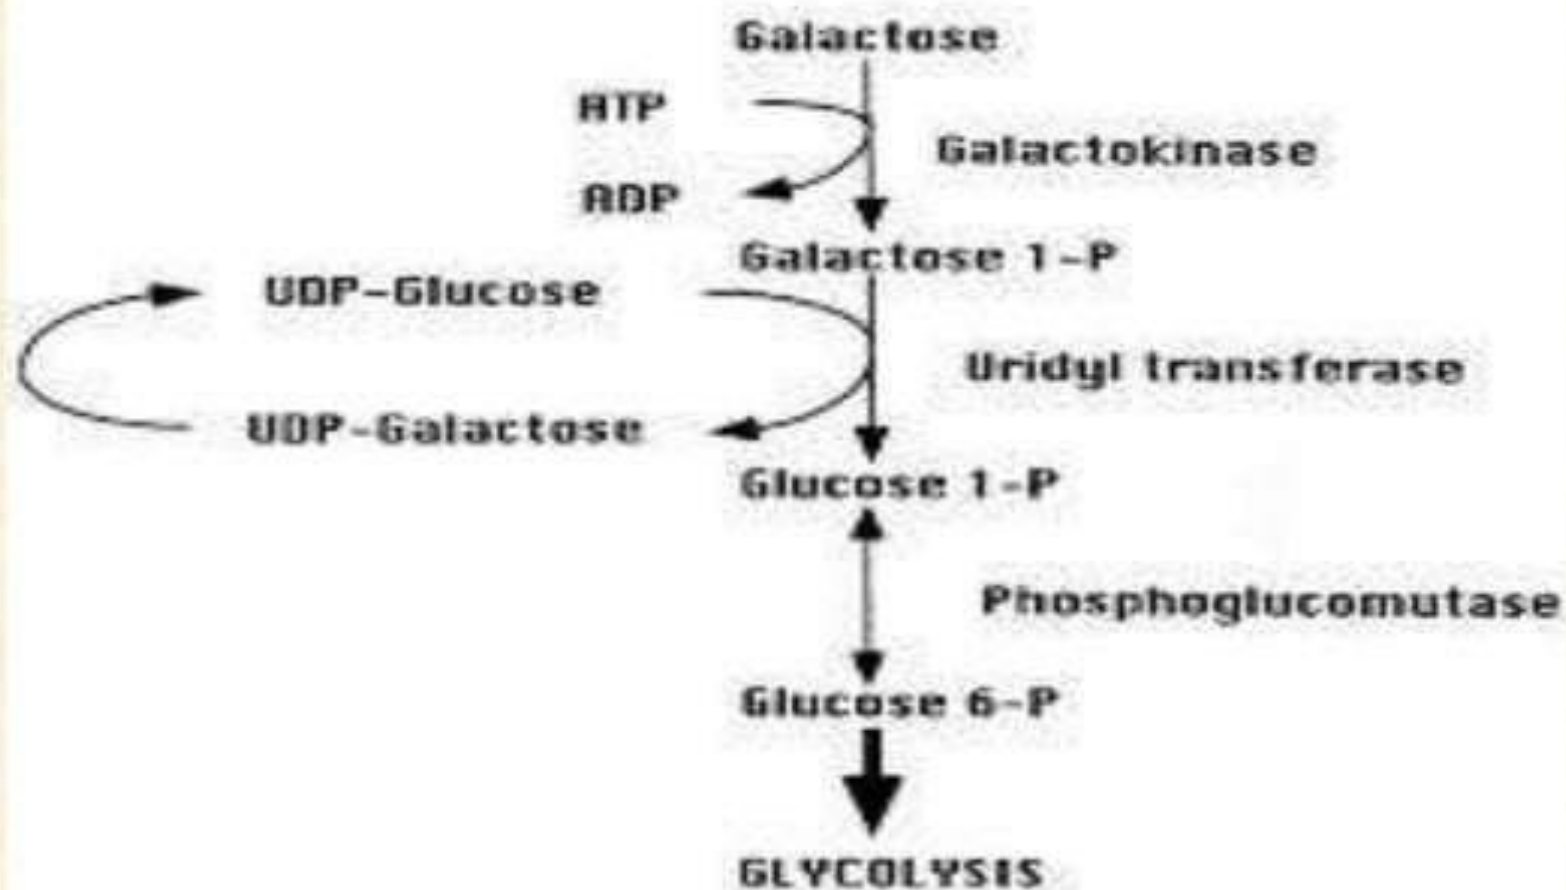 Galactose
ATP
Galactokinase
ADP
Galactose 1-P
UDP-Glucose
Uridyl transferase
UDP-Galactose
Glucose 1-P
Phosphoglucomutase
Glucose 6-P
GLYCOLYSIS